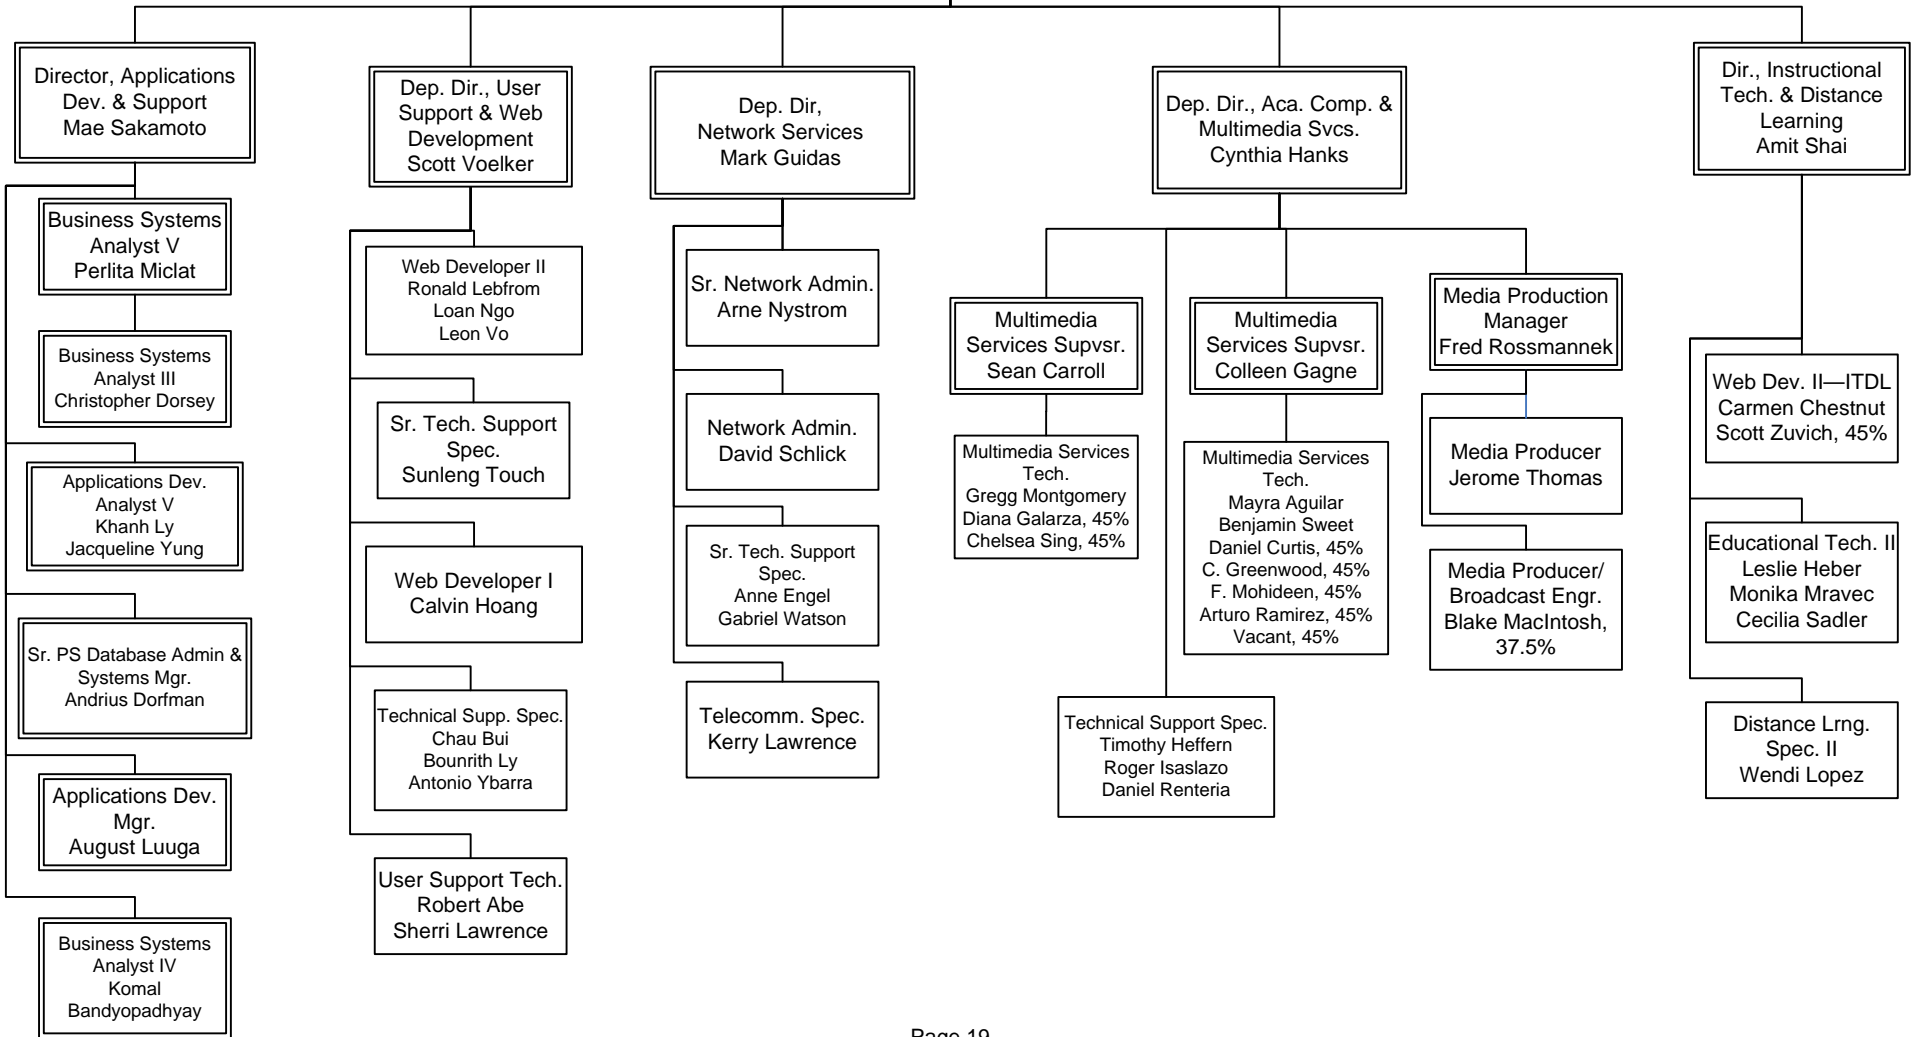 Director, Applications
Dev. & Support
Mae Sakamoto
Business Systems
Analyst V
Perlita Miclat
Business Systems
Analyst III
Christopher Dorsey
Applications Dev.
Analyst V
Khanh Ly
Jacqueline Yung
Sr. PS Database Admin &
Systems Mgr.
Andrius Dorfman
Applications Dev.
Mgr.
August Luuga
Business Systems
Analyst IV
Komal
Bandyopadhyay
Dep. Dir., User
Support & Web
Development
Scott Voelker
Web Developer II
Ronald Lebfrom
Loan Ngo
Leon Vo
Sr. Tech. Support
Spec.
Sunleng Touch
Web Developer I
Calvin Hoang
Technical Supp. Spec.
Chau Bui
Bounrith Ly
Antonio Ybarra
User Support Tech.
Robert Abe
Sherri Lawrence
Dep. Dir,
Network Services
Mark Guidas
Sr. Network Admin.
Arne Nystrom
Network Admin.
David Schlick
Sr. Tech. Support
Spec.
Anne Engel
Gabriel Watson
Telecomm. Spec.
Kerry Lawrence
Dep. Dir., Aca. Comp. &
Multimedia Svcs.
Cynthia Hanks
Multimedia
Services Supvsr.
Sean Carroll
Multimedia Services
Tech.
Gregg Montgomery
Diana Galarza, 45%
Chelsea Sing, 45%
Technical Support Spec.
Timothy Heffern
Roger Isaslazo
Daniel Renteria
Multimedia
Services Supvsr.
Colleen Gagne
Multimedia Services
Tech.
Mayra Aguilar
Benjamin Sweet
Daniel Curtis, 45%
C. Greenwood, 45%
F. Mohideen, 45%
Arturo Ramirez, 45%
Vacant, 45%
Media Production
Manager
Fred Rossmannek
Media Producer
Jerome Thomas
Media Producer/
Broadcast Engr.
Blake MacIntosh,
37.5%
Dir., Instructional
Tech. & Distance
Learning
Amit Shai
Web Dev. II—ITDL
Carmen Chestnut
Scott Zuvich, 45%
Educational Tech. II
Leslie Heber
Monika Mravec
Cecilia Sadler
Distance Lrng.
Spec. II
Wendi Lopez
Page 19